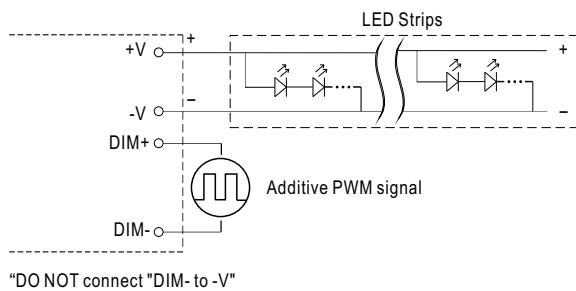 LED Strips
+V + +
-V – –
DIM+
Additive PWM signal
DIM-
“DO NOT connect "DIM- to -V"